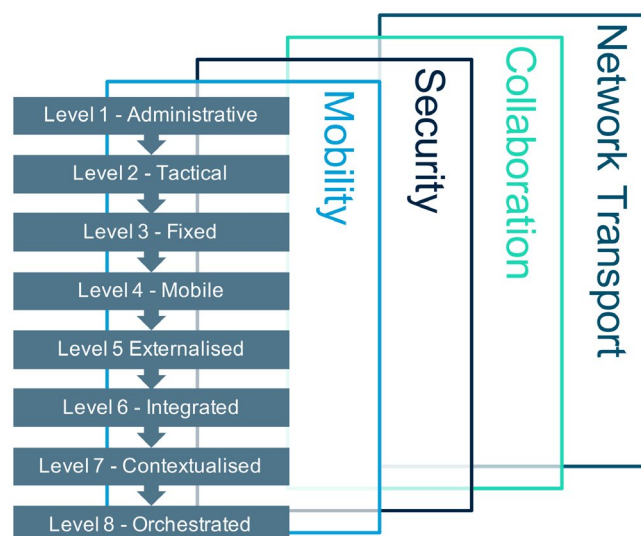 Level 1 - Administrative
Level 2 - Tactical
Level 3 - Fixed
Level 4 - Mobile
Level 5 Externalised
Level 6 - Integrated
Level 7 - Contextualised
Level 8 - Orchestrated
Mobility
Security
Collaboration
Network Transport